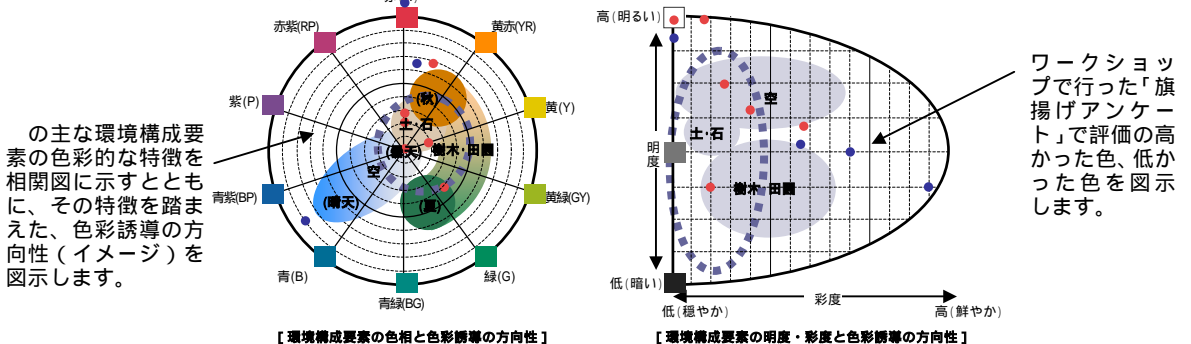 赤紫(RP)
黄赤(YR)
紫(P)
黄(Y)
(秋)
土・石
(曇天)
樹木・田園
空
(晴天)
(夏)
青紫(BP)
黄緑(GY)
青(B)
緑(G)
青緑(BG)
[ 環境構成要素の色相と色彩誘導の方向性 ]
の主な環境構成要
素の色彩的な特徴を
相関図に示すととも
に、その特徴を踏ま
えた、色彩誘導の方
向性(イメージ)を
図示します。
高(明るい)
空
土・石
明度
樹木・田園
低(暗い)
彩度
低(穏やか)
高(鮮やか)
[ 環境構成要素の明度・彩度と色彩誘導の方向性 ]
ワークショッ
プで行った「旗
揚げアンケー
ト」で評価の高
かった色、低か
った色を図示
します。